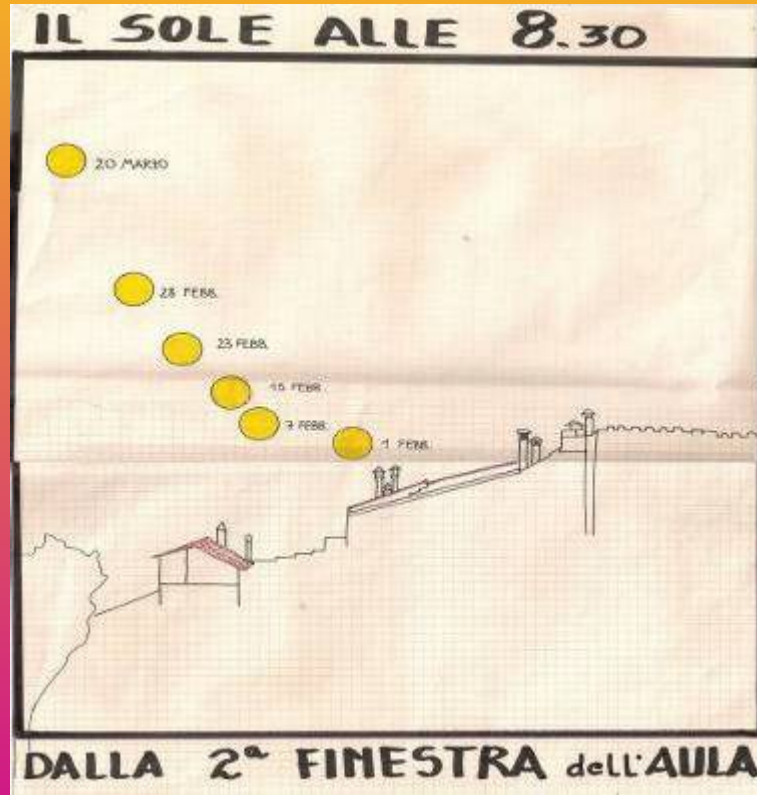 IL SOLE ALLE 8.30
20 MARZO
28 FEBB.
23 FEBB.
15 FEBB.
7 FEBB.
1 FEBB.
DALLA 2ª FINESTRA dell'AULA